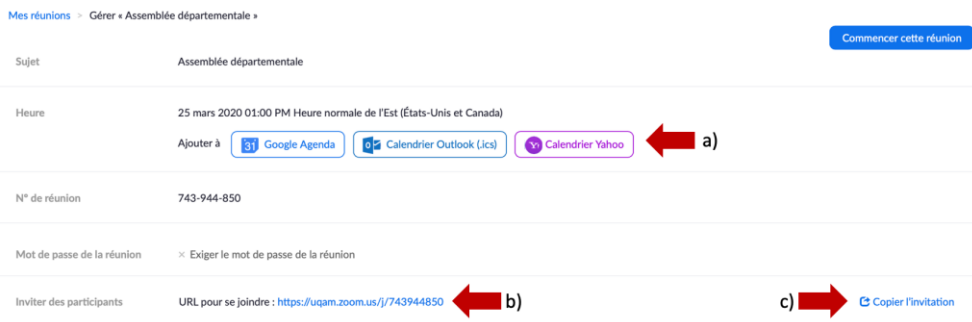 Mes réunions > Gérer « Assemblée départementale »
Commencer cette réunion
Sujet Assemblée départementale
Heure 25 mars 2020 01:00 PM Heure normale de l'Est (États-Unis et Canada)
Ajouter à 31 Google Agenda Calendrier Outlook (.ics) Calendrier Yahoo a)
N° de réunion 743-944-850
Mot de passe de la réunion × Exiger le mot de passe de la réunion
Inviter des participants URL pour se joindre : https://uqam.zoom.us/j/743944850 b) c) Copier l'invitation